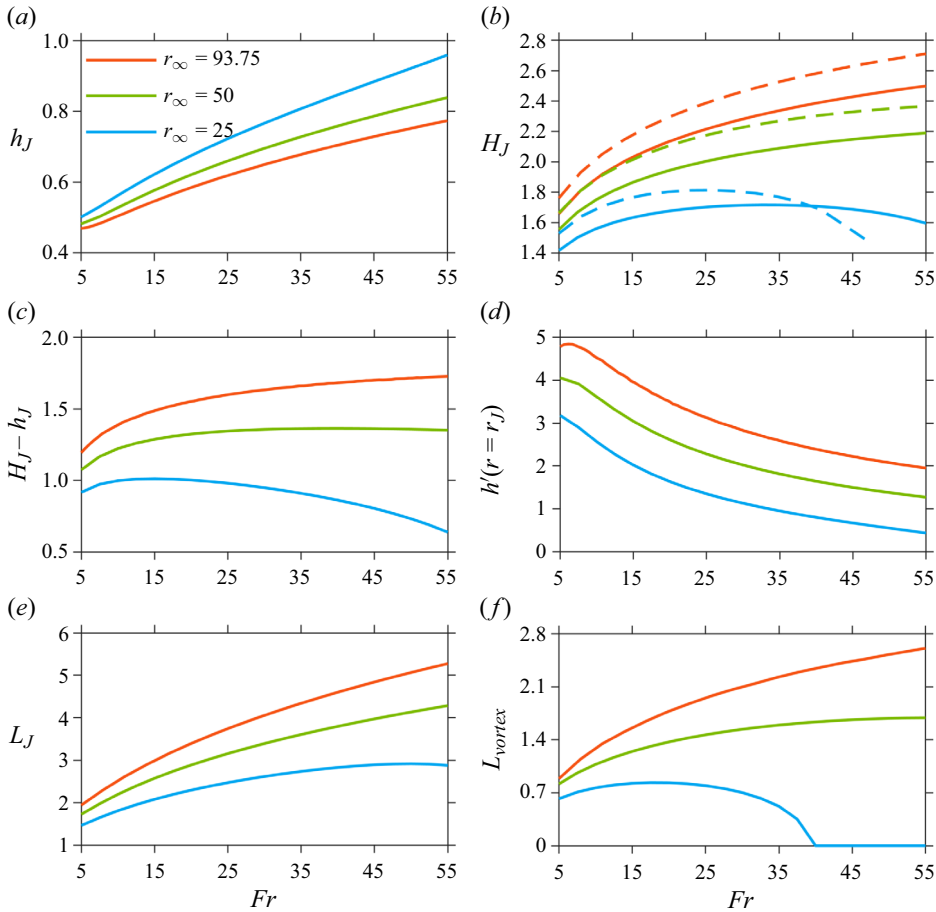 (a)
1.0
0.8
0.6
0.4
h_J
r∞ = 93.75
r∞ = 50
r∞ = 25
5 15 25 35 45 55
(b)
2.8
2.6
2.4
2.2
2.0
1.8
1.6
1.4
H_J
5 15 25 35 45 55
(c)
2.0
1.5
1.0
0.5
H_J – h_J
5 15 25 35 45 55
(d)
5
4
3
2
1
0
h′(r = r_J)
5 15 25 35 45 55
(e)
6
5
4
3
2
1
L_J
5 15 25 35 45 55
Fr
(f)
2.8
2.1
1.4
0.7
0
L_vortex
5 15 25 35 45 55
Fr